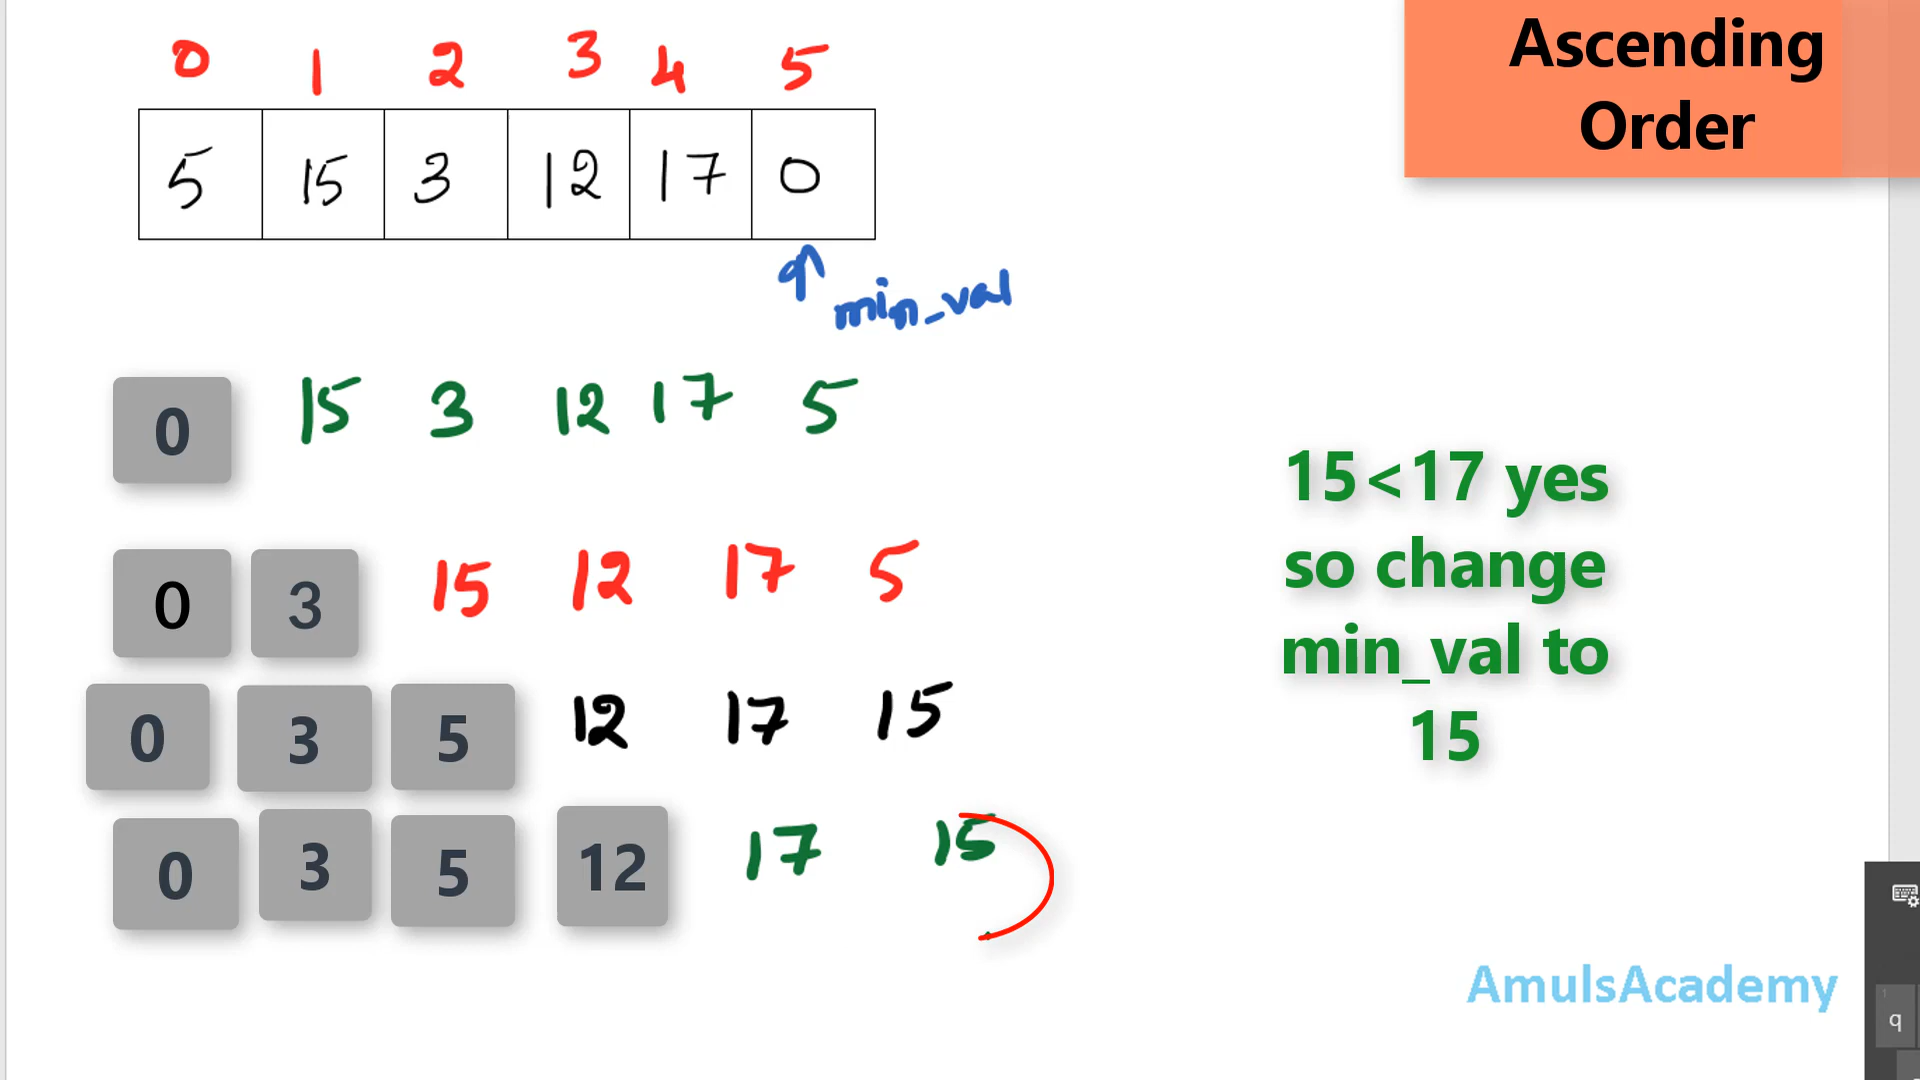 Ascending
Order
0 1 2 3 4 5
5 15 3 12 17 0
min_val
0 15 3 12 17 5
0 3 15 12 17 5
0 3 5 12 17 15
0 3 5 12 17 15
15<17 yes
so change
min_val to
15
AmulsAcademy
1
q